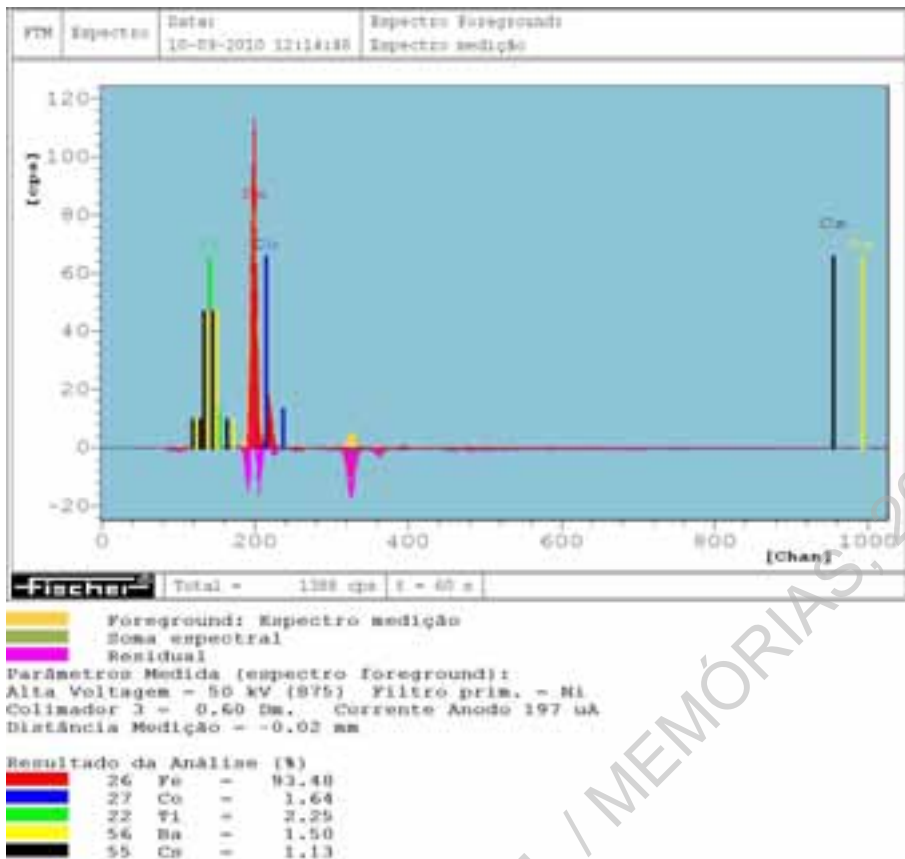 FTM Espectro Data: Espectro Foreground:
10-09-2010 Espectro medição
120
100
80
60
40
20
0
-20
[cps]
Fe
Ti
Co
Cs
Ba
0 200 400 600 800 1000
[Chan]
Fischer Total = 1388 cps t = 60 s
Foreground: Espectro medição
Soma espectral
Residual
Parâmetros Medida (espectro foreground):
Alta Voltagem = 50 kV (875) Filtro prim. = Ni
Colimador 3 = 0.60 Dm. Corrente Anodo 197 uA
Distância Medição = -0.02 mm
Resultado da Análise (%)
26 Fe = 93.48
27 Co = 1.64
22 Ti = 2.25
56 Ba = 1.50
55 Cs = 1.13
/ MEMÓRIAS, 2